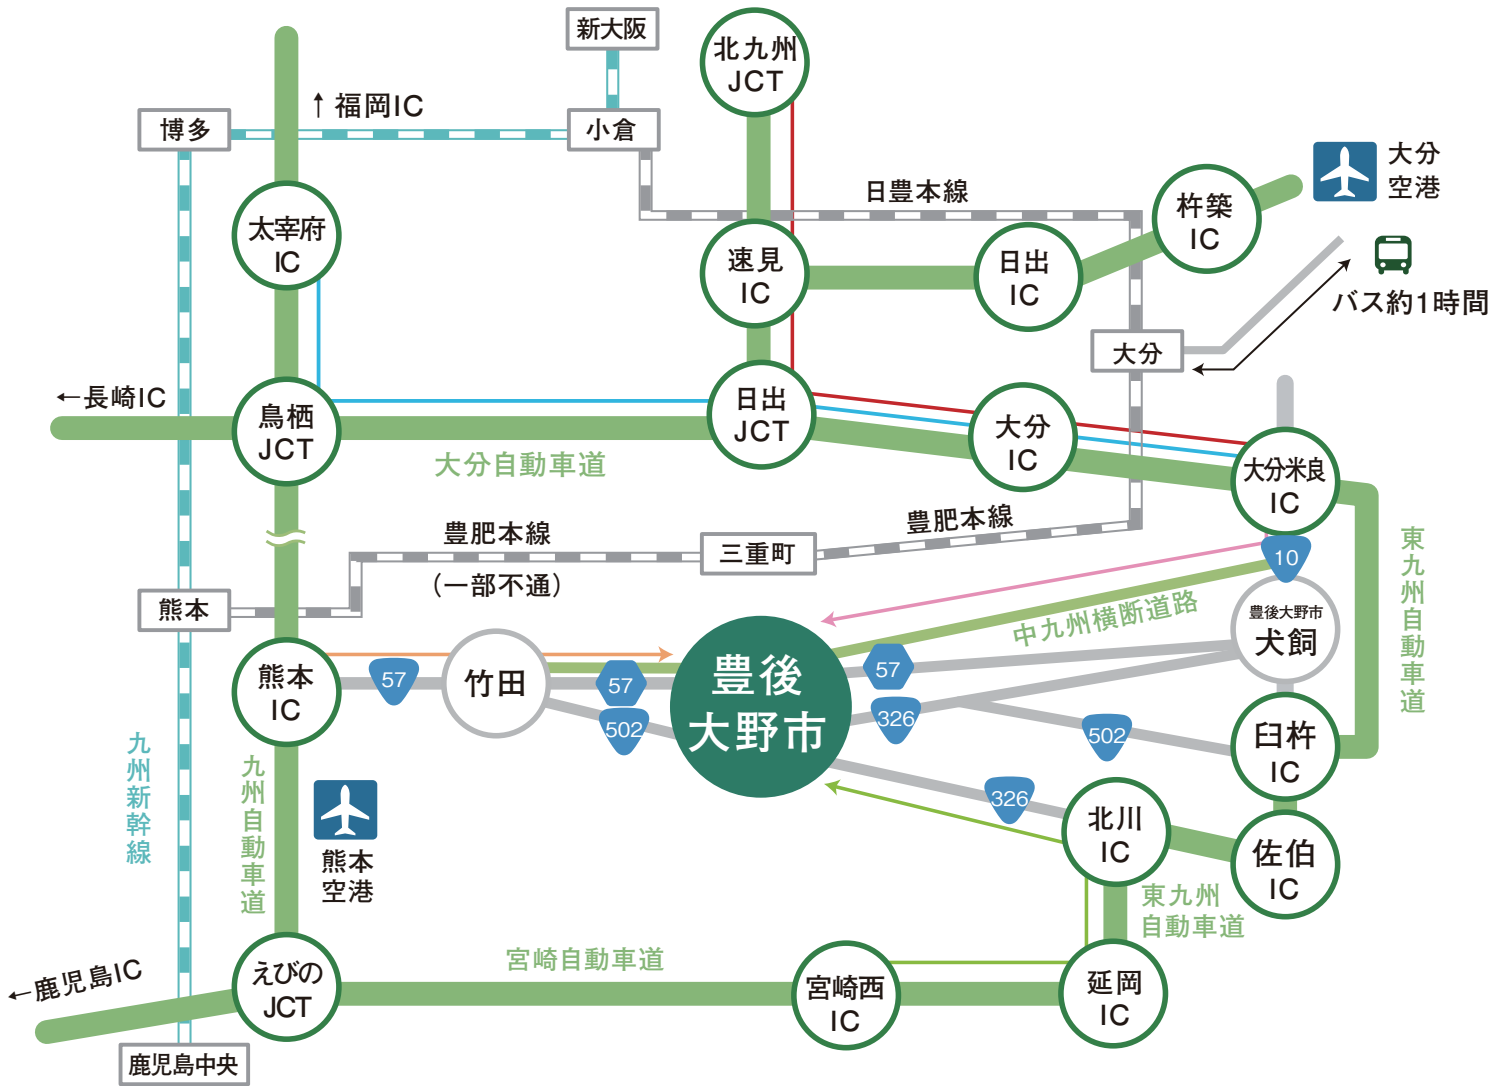 新大阪
北九州
JCT
↑ 福岡IC
博多
小倉
大分
空港
日豊本線
杵築
IC
太宰府
IC
速見
IC
日出
IC
バス約1時間
大分
←長崎IC
鳥栖
JCT
日出
JCT
大分
IC
大分自動車道
大分米良
IC
豊肥本線
(一部不通)
三重町
豊肥本線
10
東九州自動車道
熊本
中九州横断道路
豊後大野市
犬飼
熊本
IC
57
竹田
57
502
豊後
大野市
57
326
502
臼杵
IC
九州新幹線
九州自動車道
熊本
空港
326
北川
IC
佐伯
IC
東九州
自動車道
←鹿児島IC
えびの
JCT
宮崎自動車道
宮崎西
IC
延岡
IC
鹿児島中央